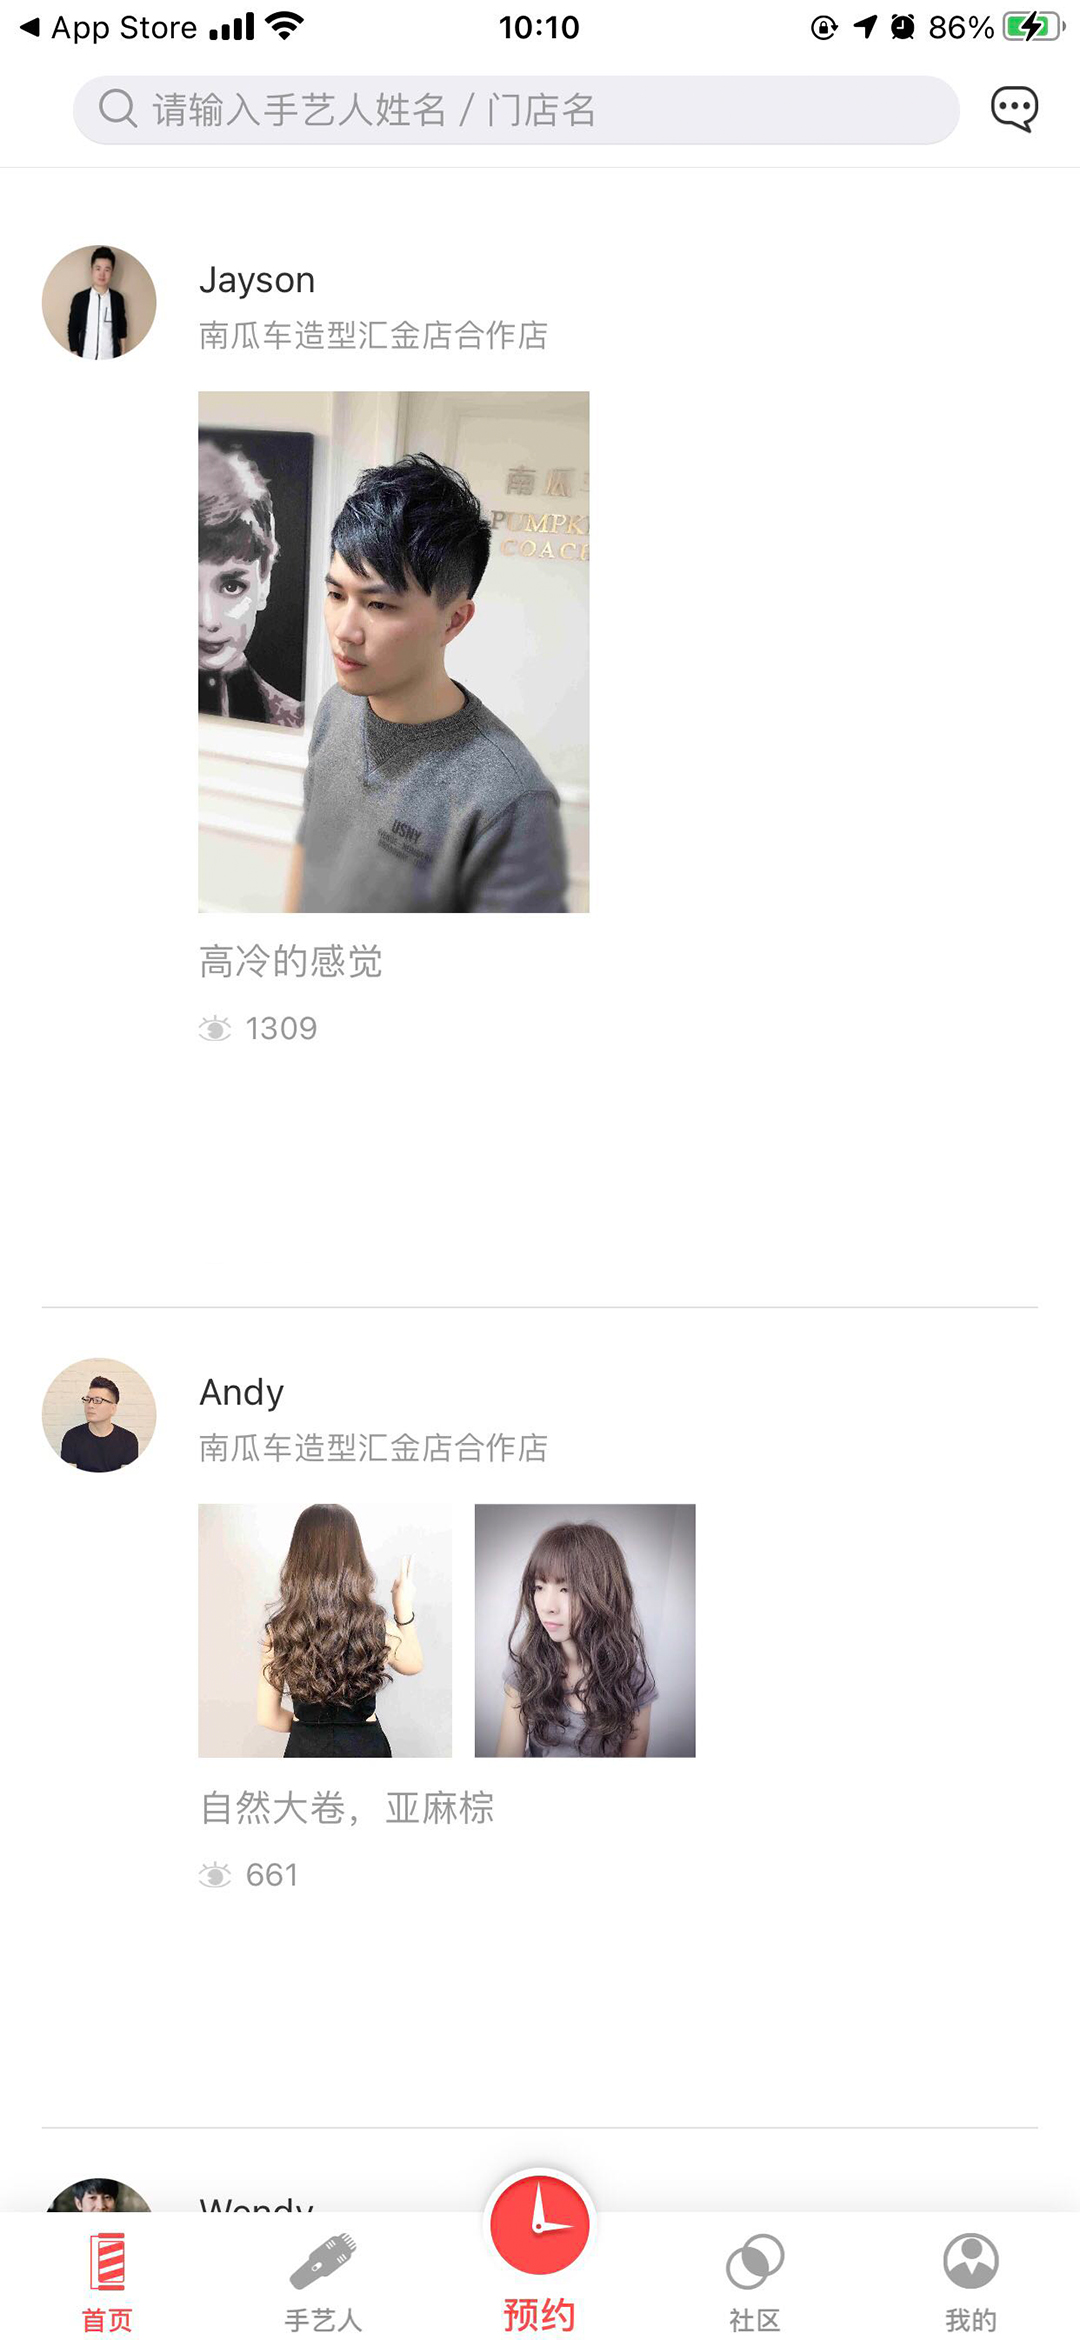 App Store
10:10
86%
请输入手艺人姓名 / 门店名
Jayson
南瓜车造型汇金店合作店
南瓜
PUMPK
COAC
USNY
高冷的感觉
1309
Andy
南瓜车造型汇金店合作店
自然大卷，亚麻棕
661
Wendy
首页
手艺人
预约
社区
我的